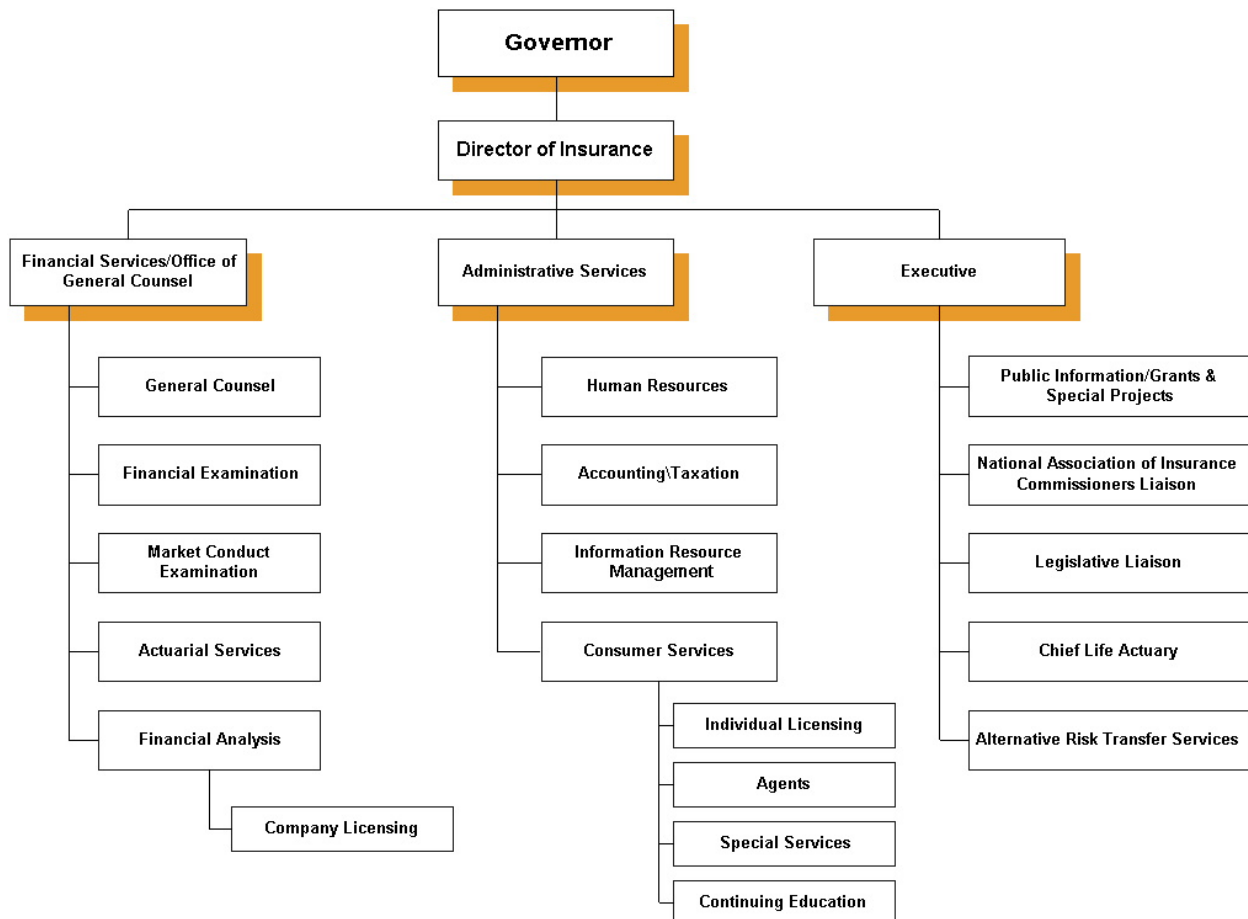 Governor
Director of Insurance
Financial Services/Office of
General Counsel
Administrative Services
Executive
General Counsel
Financial Examination
Market Conduct
Examination
Actuarial Services
Financial Analysis
Company Licensing
Human Resources
Accounting\Taxation
Information Resource
Management
Consumer Services
Individual Licensing
Agents
Special Services
Continuing Education
Public Information/Grants &
Special Projects
National Association of Insurance
Commissioners Liaison
Legislative Liaison
Chief Life Actuary
Alternative Risk Transfer Services